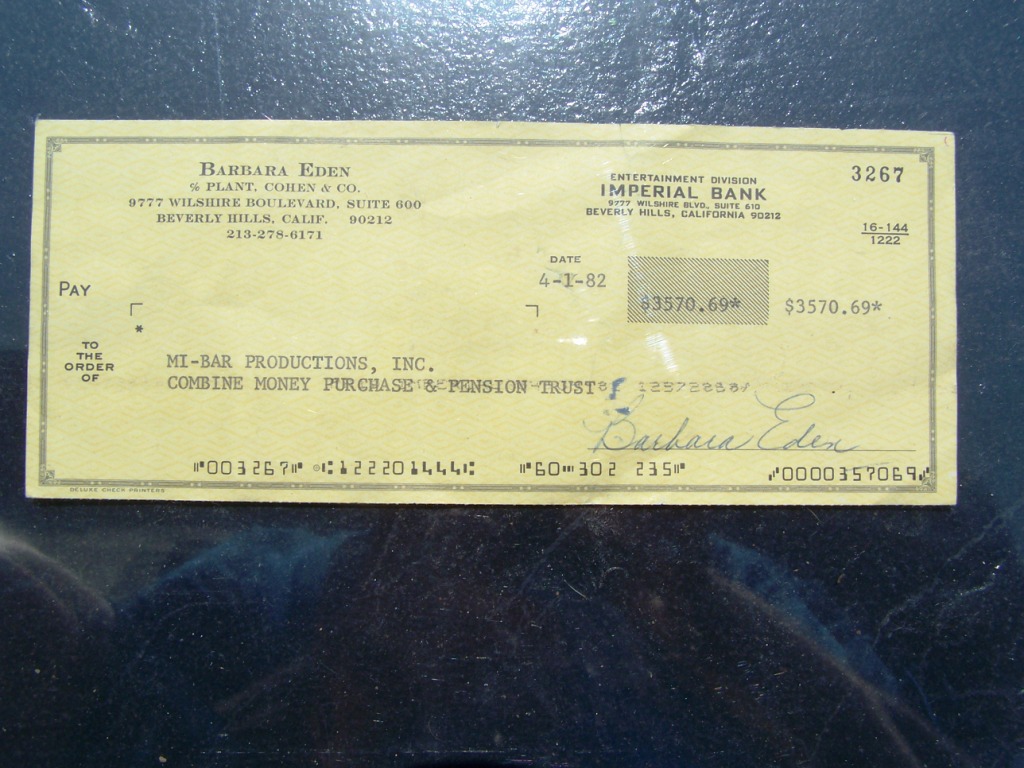 BARBARA EDEN
% PLANT, COHEN & CO.
9777 WILSHIRE BOULEVARD, SUITE 600
BEVERLY HILLS, CALIF. 90212
213-278-6171
ENTERTAINMENT DIVISION
IMPERIAL BANK
9777 WILSHIRE BLVD., SUITE 610
BEVERLY HILLS, CALIFORNIA 90212
3267
16-144
1222
DATE
4-1-82
$3570.69* $3570.69*
PAY
*
TO
THE
ORDER
OF
MI-BAR PRODUCTIONS, INC.
COMBINE MONEY PURCHASE & PENSION TRUST
Barbara Eden
⑈003267⑈ ⑆122201444⑆ ⑈60⑉302 235⑈ ⑈0000357069⑈
DELUXE CHECK PRINTERS